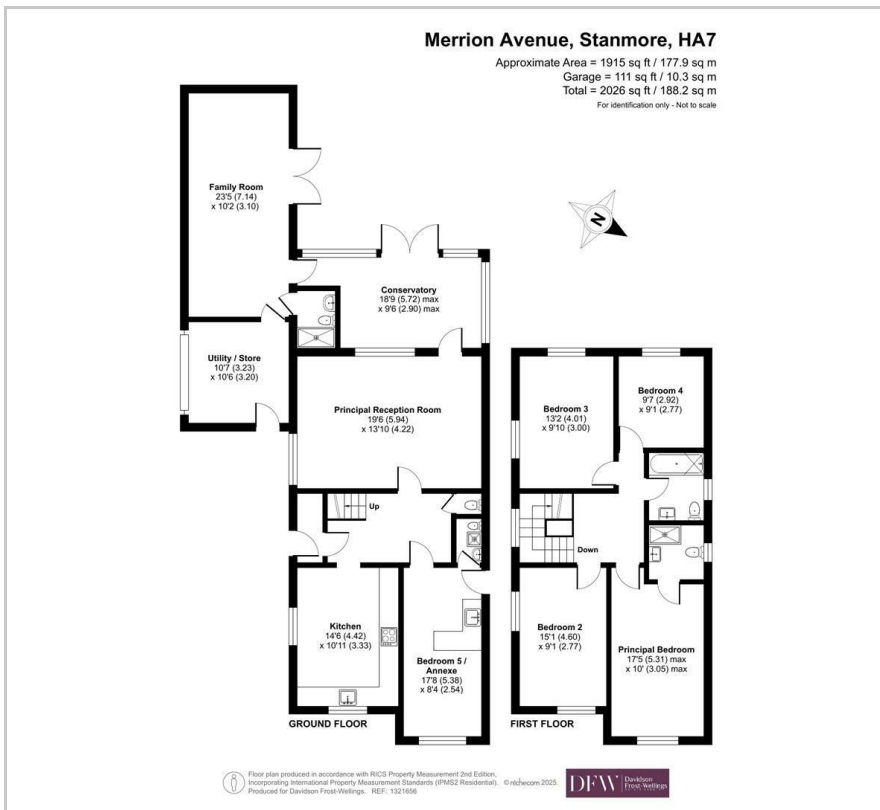 Merrion Avenue, Stanmore, HA7
Approximate Area = 1915 sq ft / 177.9 sq m
Garage = 111 sq ft / 10.3 sq m
Total = 2026 sq ft / 188.2 sq m
For identification only - Not to scale
Family Room
23'5 (7.14)
x 10'2 (3.10)
N
Conservatory
18'9 (5.72) max
x 9'6 (2.90) max
Utility / Store
10'7 (3.23)
x 10'6 (3.20)
Principal Reception Room
19'6 (5.94)
x 13'10 (4.22)
Bedroom 3
13'2 (4.01)
x 9'10 (3.00)
Bedroom 4
9'7 (2.92)
x 9'1 (2.77)
Up
Down
Kitchen
14'6 (4.42)
x 10'11 (3.33)
Bedroom 5 /
Annexe
17'8 (5.38)
x 8'4 (2.54)
Bedroom 2
15'1 (4.60)
x 9'1 (2.77)
Principal Bedroom
17'5 (5.31) max
x 10' (3.05) max
GROUND FLOOR
FIRST FLOOR
Floor plan produced in accordance with RICS Property Measurement 2nd Edition,
Incorporating International Property Measurement Standards (IPMS2 Residential). © nichecom 2025.
Produced for Davidson Frost-Wellings. REF: 1321656
DFW
Davidson
Frost-Wellings